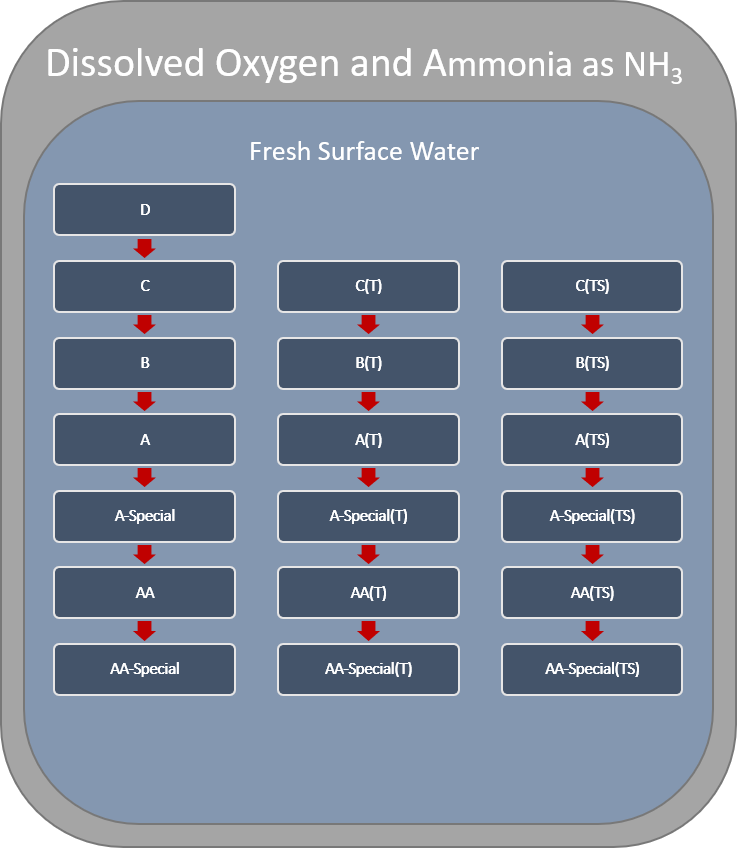 Dissolved Oxygen and Ammonia as NH₃
Fresh Surface Water
D
C
C(T)
C(TS)
B
B(T)
B(TS)
A
A(T)
A(TS)
A-Special
A-Special(T)
A-Special(TS)
AA
AA(T)
AA(TS)
AA-Special
AA-Special(T)
AA-Special(TS)